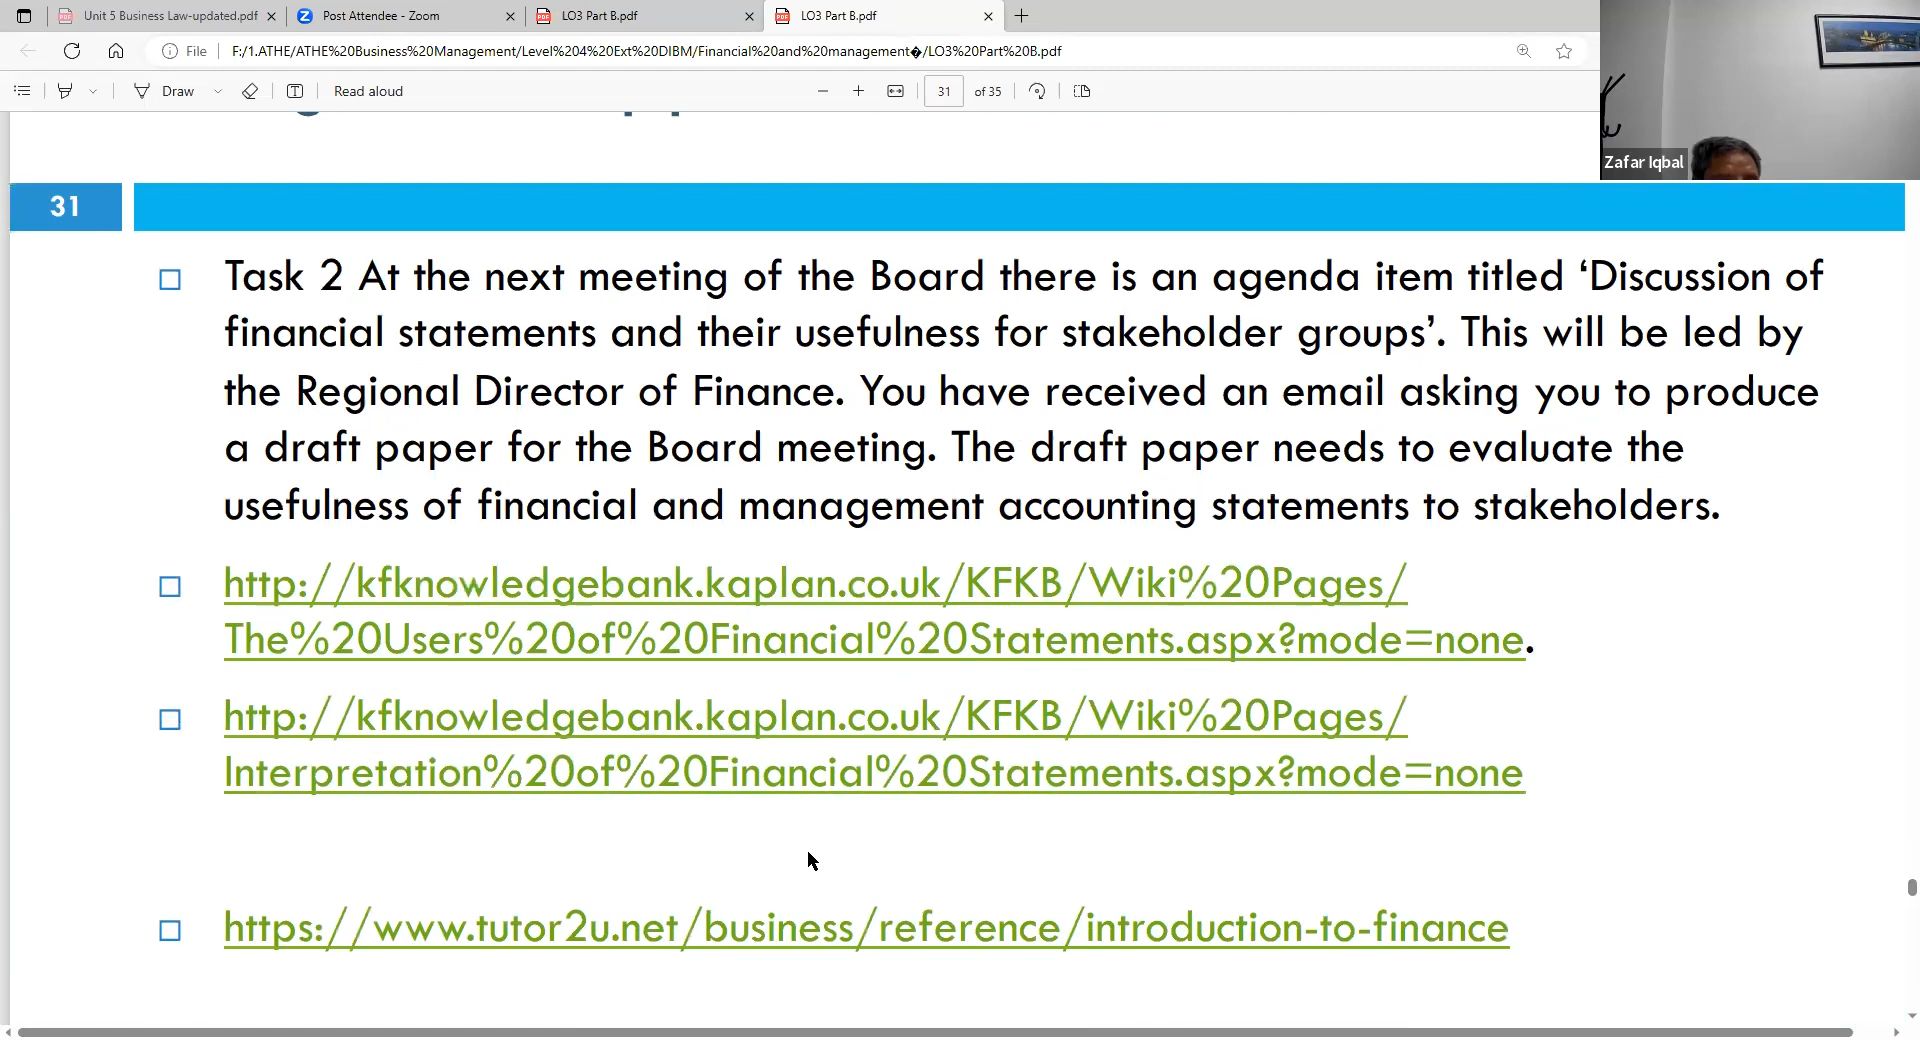 Unit 5 Business Law-updated.pdf
Post Attendee - Zoom
LO3 Part B.pdf
LO3 Part B.pdf
File
F:/1.ATHE/ATHE%20Business%20Management/Level%204%20Ext%20DIBM/Financial%20and%20management�/LO3%20Part%20B.pdf
Draw
Read aloud
31 of 35
Zafar Iqbal
31
Task 2 At the next meeting of the Board there is an agenda item titled ‘Discussion of
financial statements and their usefulness for stakeholder groups’. This will be led by
the Regional Director of Finance. You have received an email asking you to produce
a draft paper for the Board meeting. The draft paper needs to evaluate the
usefulness of financial and management accounting statements to stakeholders.
http://kfknowledgebank.kaplan.co.uk/KFKB/Wiki%20Pages/
The%20Users%20of%20Financial%20Statements.aspx?mode=none.
http://kfknowledgebank.kaplan.co.uk/KFKB/Wiki%20Pages/
Interpretation%20of%20Financial%20Statements.aspx?mode=none
https://www.tutor2u.net/business/reference/introduction-to-finance